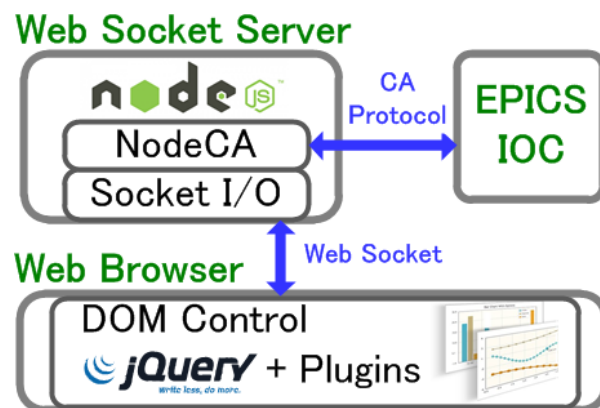 Web Socket Server
node JS ™
CA
Protocol
EPICS
IOC
NodeCA
Socket I/O
Web Socket
Web Browser
DOM Control
jQuery + Plugins
write less, do more.